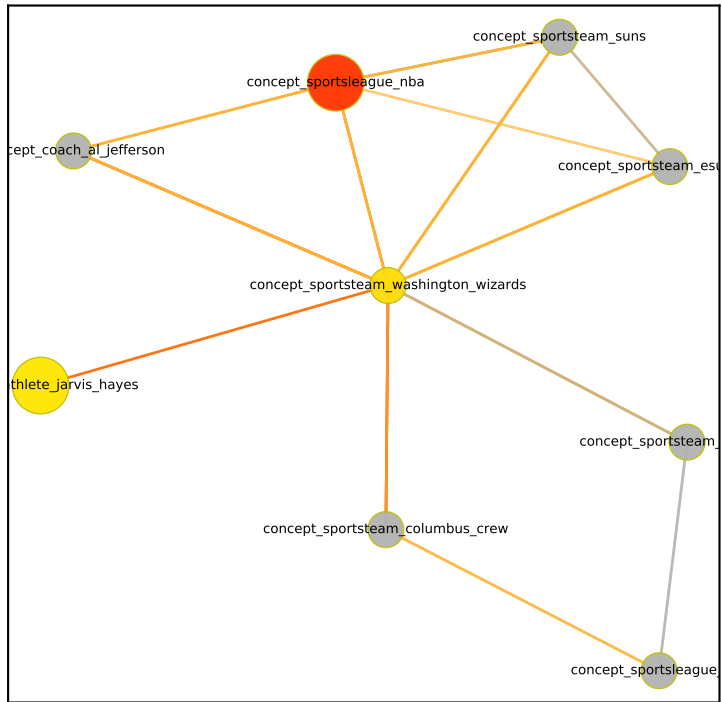 concept_sportsteam_suns
concept_sportsleague_nba
cept_coach_al_jefferson
concept_sportsteam_esu
concept_sportsteam_washington_wizards
thlete_jarvis_hayes
concept_sportsteam_
concept_sportsteam_columbus_crew
concept_sportsleague_